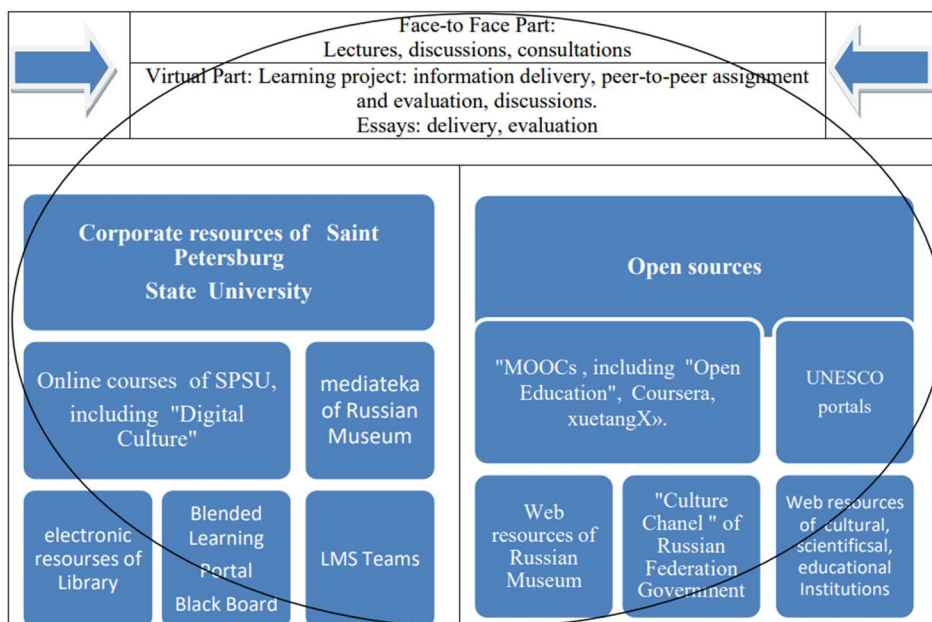 Face-to Face Part:
Lectures, discussions, consultations
Virtual Part: Learning project: information delivery, peer-to-peer assignment
and evaluation, discussions.
Essays: delivery, evaluation
Corporate resources of Saint
Petersburg
State University
Online courses of SPSU,
including "Digital
Culture"
mediateka
of Russian
Museum
electronic
resourses of
Library
Blended
Learning
Portal
Black Board
LMS Teams
Open sources
"MOOCs , including "Open
Education", Coursera,
xuetangX».
UNESCO
portals
Web
resources of
Russian
Museum
"Culture
Chanel " of
Russian
Federation
Government
Web resources
of cultural,
scientificsal,
educational
Institutions